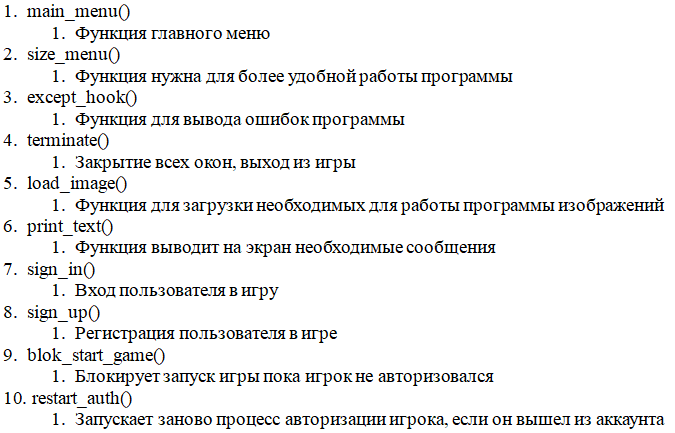 1. main_menu()
1. Функция главного меню
2. size_menu()
1. Функция нужна для более удобной работы программы
3. except_hook()
1. Функция для вывода ошибок программы
4. terminate()
1. Закрытие всех окон, выход из игры
5. load_image()
1. Функция для загрузки необходимых для работы программы изображений
6. print_text()
1. Функция выводит на экран необходимые сообщения
7. sign_in()
1. Вход пользователя в игру
8. sign_up()
1. Регистрация пользователя в игре
9. blok_start_game()
1. Блокирует запуск игры пока игрок не авторизовался
10. restart_auth()
1. Запускает заново процесс авторизации игрока, если он вышел из аккаунта